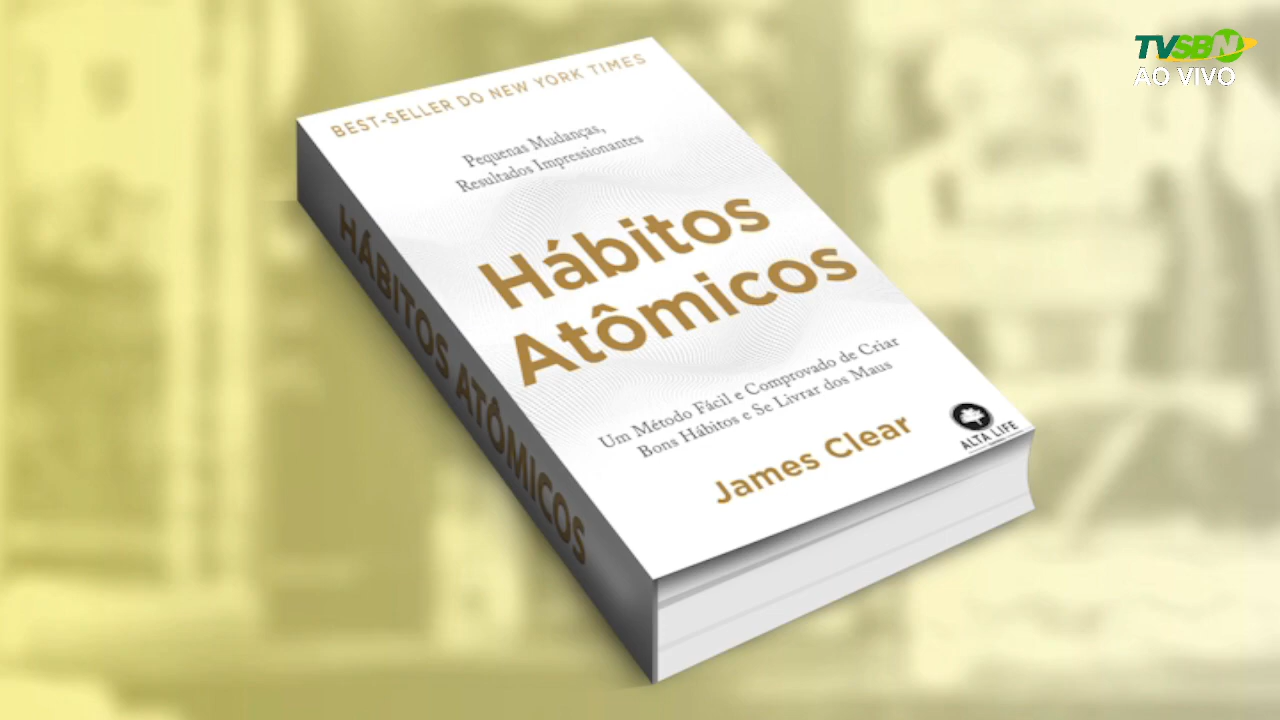 TVSBN
AO VIVO
BEST-SELLER DO NEW YORK TIMES
Pequenas Mudanças,
Resultados Impressionantes
Hábitos
Atômicos
Um Método Fácil e Comprovado de Criar
Bons Hábitos e Se Livrar dos Maus
James Clear
ALTA LIFE
HÁBITOS ATÔMICOS